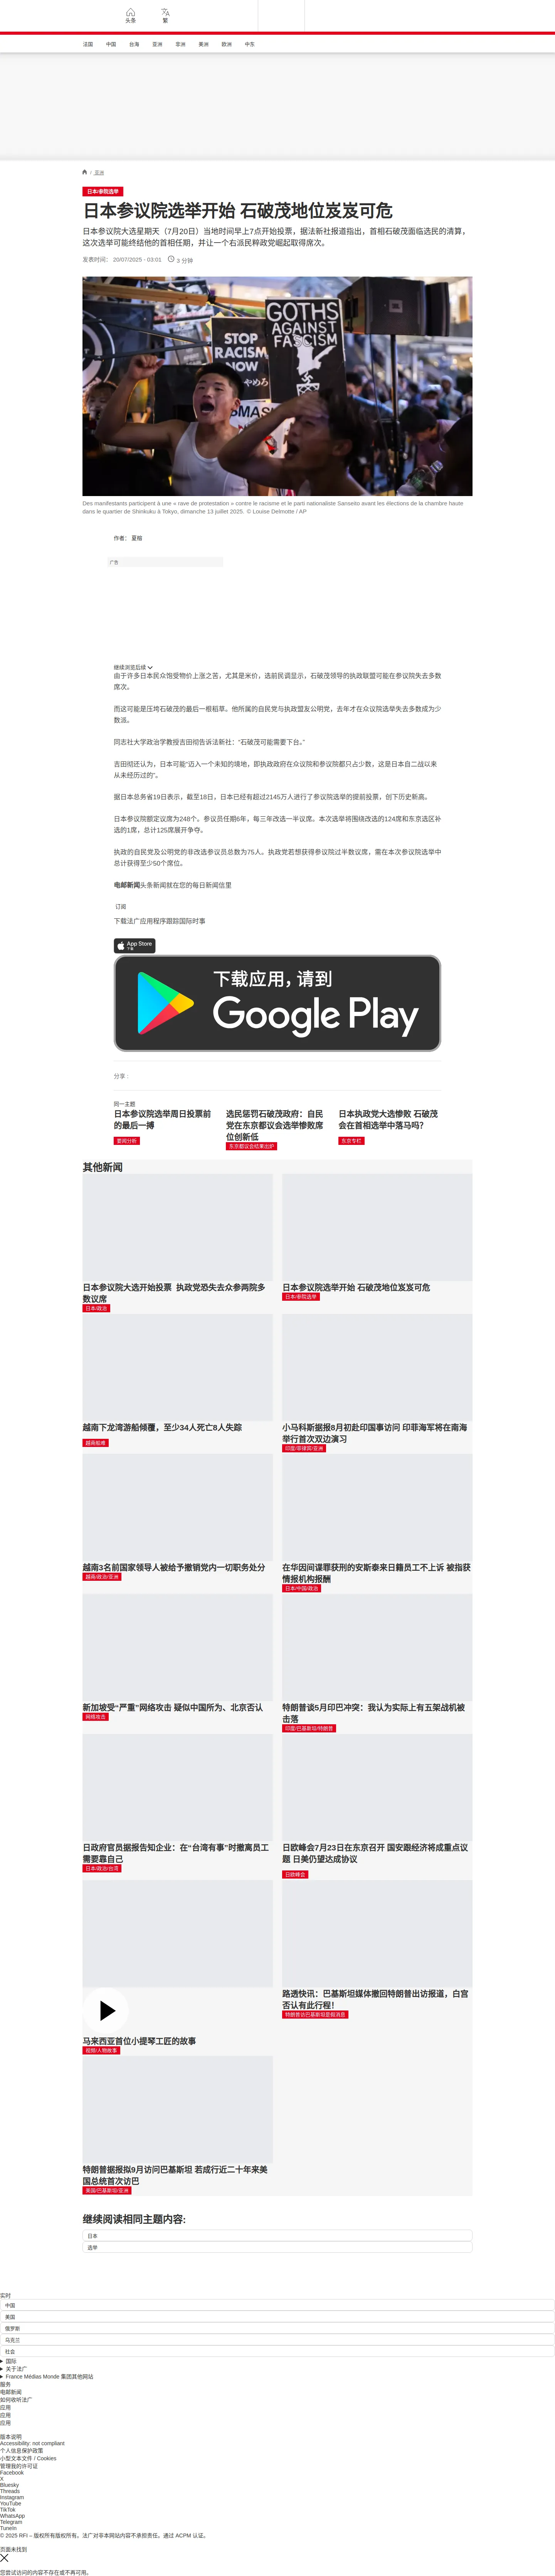 头条
繁
法国
中国
台海
亚洲
非洲
美洲
欧洲
中东
/ 亚洲
日本/参院选举
日本参议院选举开始 石破茂地位岌岌可危
日本参议院大选星期天（7月20日）当地时间早上7点开始投票，据法新社报道指出，首相石破茂面临选民的清算，
这次选举可能终结他的首相任期，并让一个右派民粹政党崛起取得席次。
发表时间： 20/07/2025 - 03:01 3 分钟
STOP
RACISM
NOW
やめろ
GOTHS
AGAINST
FASCISM
SMASH
Des manifestants participent à une « rave de protestation » contre le racisme et le parti nationaliste Sanseito avant les élections de la chambre haute
dans le quartier de Shinkuku à Tokyo, dimanche 13 juillet 2025. © Louise Delmotte / AP
作者： 夏榕
广告
继续浏览后续
由于许多日本民众饱受物价上涨之苦，尤其是米价，选前民调显示，石破茂领导的执政联盟可能在参议院失去多数
席次。
而这可能是压垮石破茂的最后一根稻草。他所属的自民党与执政盟友公明党，去年才在众议院选举失去多数成为少
数派。
同志社大学政治学教授吉田彻告诉法新社：“石破茂可能需要下台。”
吉田彻还认为，日本可能“迈入一个未知的境地，即执政政府在众议院和参议院都只占少数，这是日本自二战以来
从未经历过的”。
据日本总务省19日表示，截至18日，日本已经有超过2145万人进行了参议院选举的提前投票，创下历史新高。
日本参议院额定议席为248个。参议员任期6年，每三年改选一半议席。本次选举将围绕改选的124席和东京选区补
选的1席，总计125席展开争夺。
执政的自民党及公明党的非改选参议员总数为75人。执政党若想获得参议院过半数议席，需在本次参议院选举中
总计获得至少50个席位。
电邮新闻头条新闻就在您的每日新闻信里
订阅
下载法广应用程序跟踪国际时事
App Store
下载
下载应用，请到
Google Play
分享 :
同一主题
日本参议院选举周日投票前
的最后一搏
要闻分析
选民惩罚石破茂政府：自民
党在东京都议会选举惨败席
位创新低
东京都议会结果出炉
日本执政党大选惨败 石破茂
会在首相选举中落马吗？
东京专栏
其他新闻
日本参议院大选开始投票 执政党恐失去众参两院多
数议席
日本/政治
日本参议院选举开始 石破茂地位岌岌可危
日本/参院选举
越南下龙湾游船倾覆，至少34人死亡8人失踪
越南船难
小马科斯据报8月初赴印国事访问 印菲海军将在南海
举行首次双边演习
印度/菲律宾/亚洲
越南3名前国家领导人被给予撤销党内一切职务处分
越南/政治/亚洲
在华因间谍罪获刑的安斯泰来日籍员工不上诉 被指获
情报机构报酬
日本/中国/政治
新加坡受“严重”网络攻击 疑似中国所为、北京否认
网络攻击
特朗普谈5月印巴冲突：我认为实际上有五架战机被
击落
印度/巴基斯坦/特朗普
日政府官员据报告知企业：在“台湾有事”时撤离员工
需要靠自己
日本/政治/台湾
日欧峰会7月23日在东京召开 国安跟经济将成重点议
题 日美仍望达成协议
日欧峰会
马来西亚首位小提琴工匠的故事
视频/人物故事
路透快讯：巴基斯坦媒体撤回特朗普出访报道，白宫
否认有此行程！
特朗普访巴基斯坦是假消息
特朗普据报拟9月访问巴基斯坦 若成行近二十年来美
国总统首次访巴
美国/巴基斯坦/亚洲
继续阅读相同主题内容:
日本
选举
实时
中国
美国
俄罗斯
乌克兰
社会
国际
关于法广
France Médias Monde 集团其他网站
服务
电邮新闻
如何收听法广
应用
应用
应用
版本说明
Accessibility: not compliant
个人信息保护政策
小型文本文件 / Cookies
管理我的许可证
Facebook
X
Bluesky
Threads
Instagram
YouTube
TikTok
WhatsApp
Telegram
TuneIn
© 2025 RFI – 版权所有版权所有。法广对非本网站内容不承担责任。通过 ACPM 认证。
页面未找到
您尝试访问的内容不存在或不再可用。